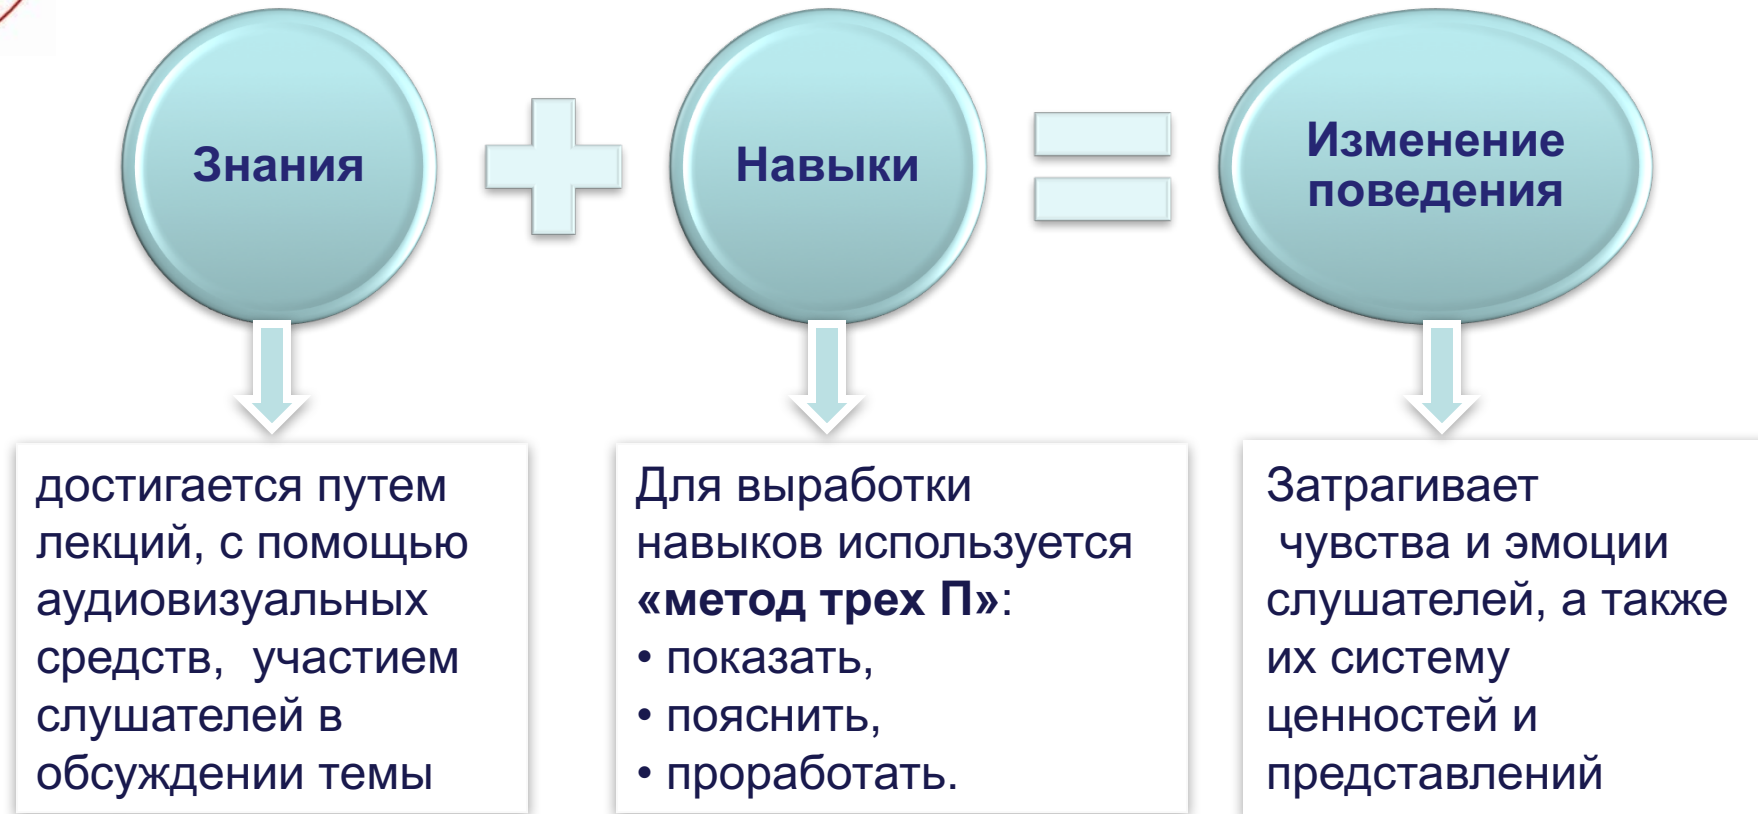 Знания
Навыки
Изменение
поведения
достигается путем
лекций, с помощью
аудиовизуальных
средств, участием
слушателей в
обсуждении темы
Для выработки
навыков используется
«метод трех П»:
• показать,
• пояснить,
• проработать.
Затрагивает
чувства и эмоции
слушателей, а также
их систему
ценностей и
представлений